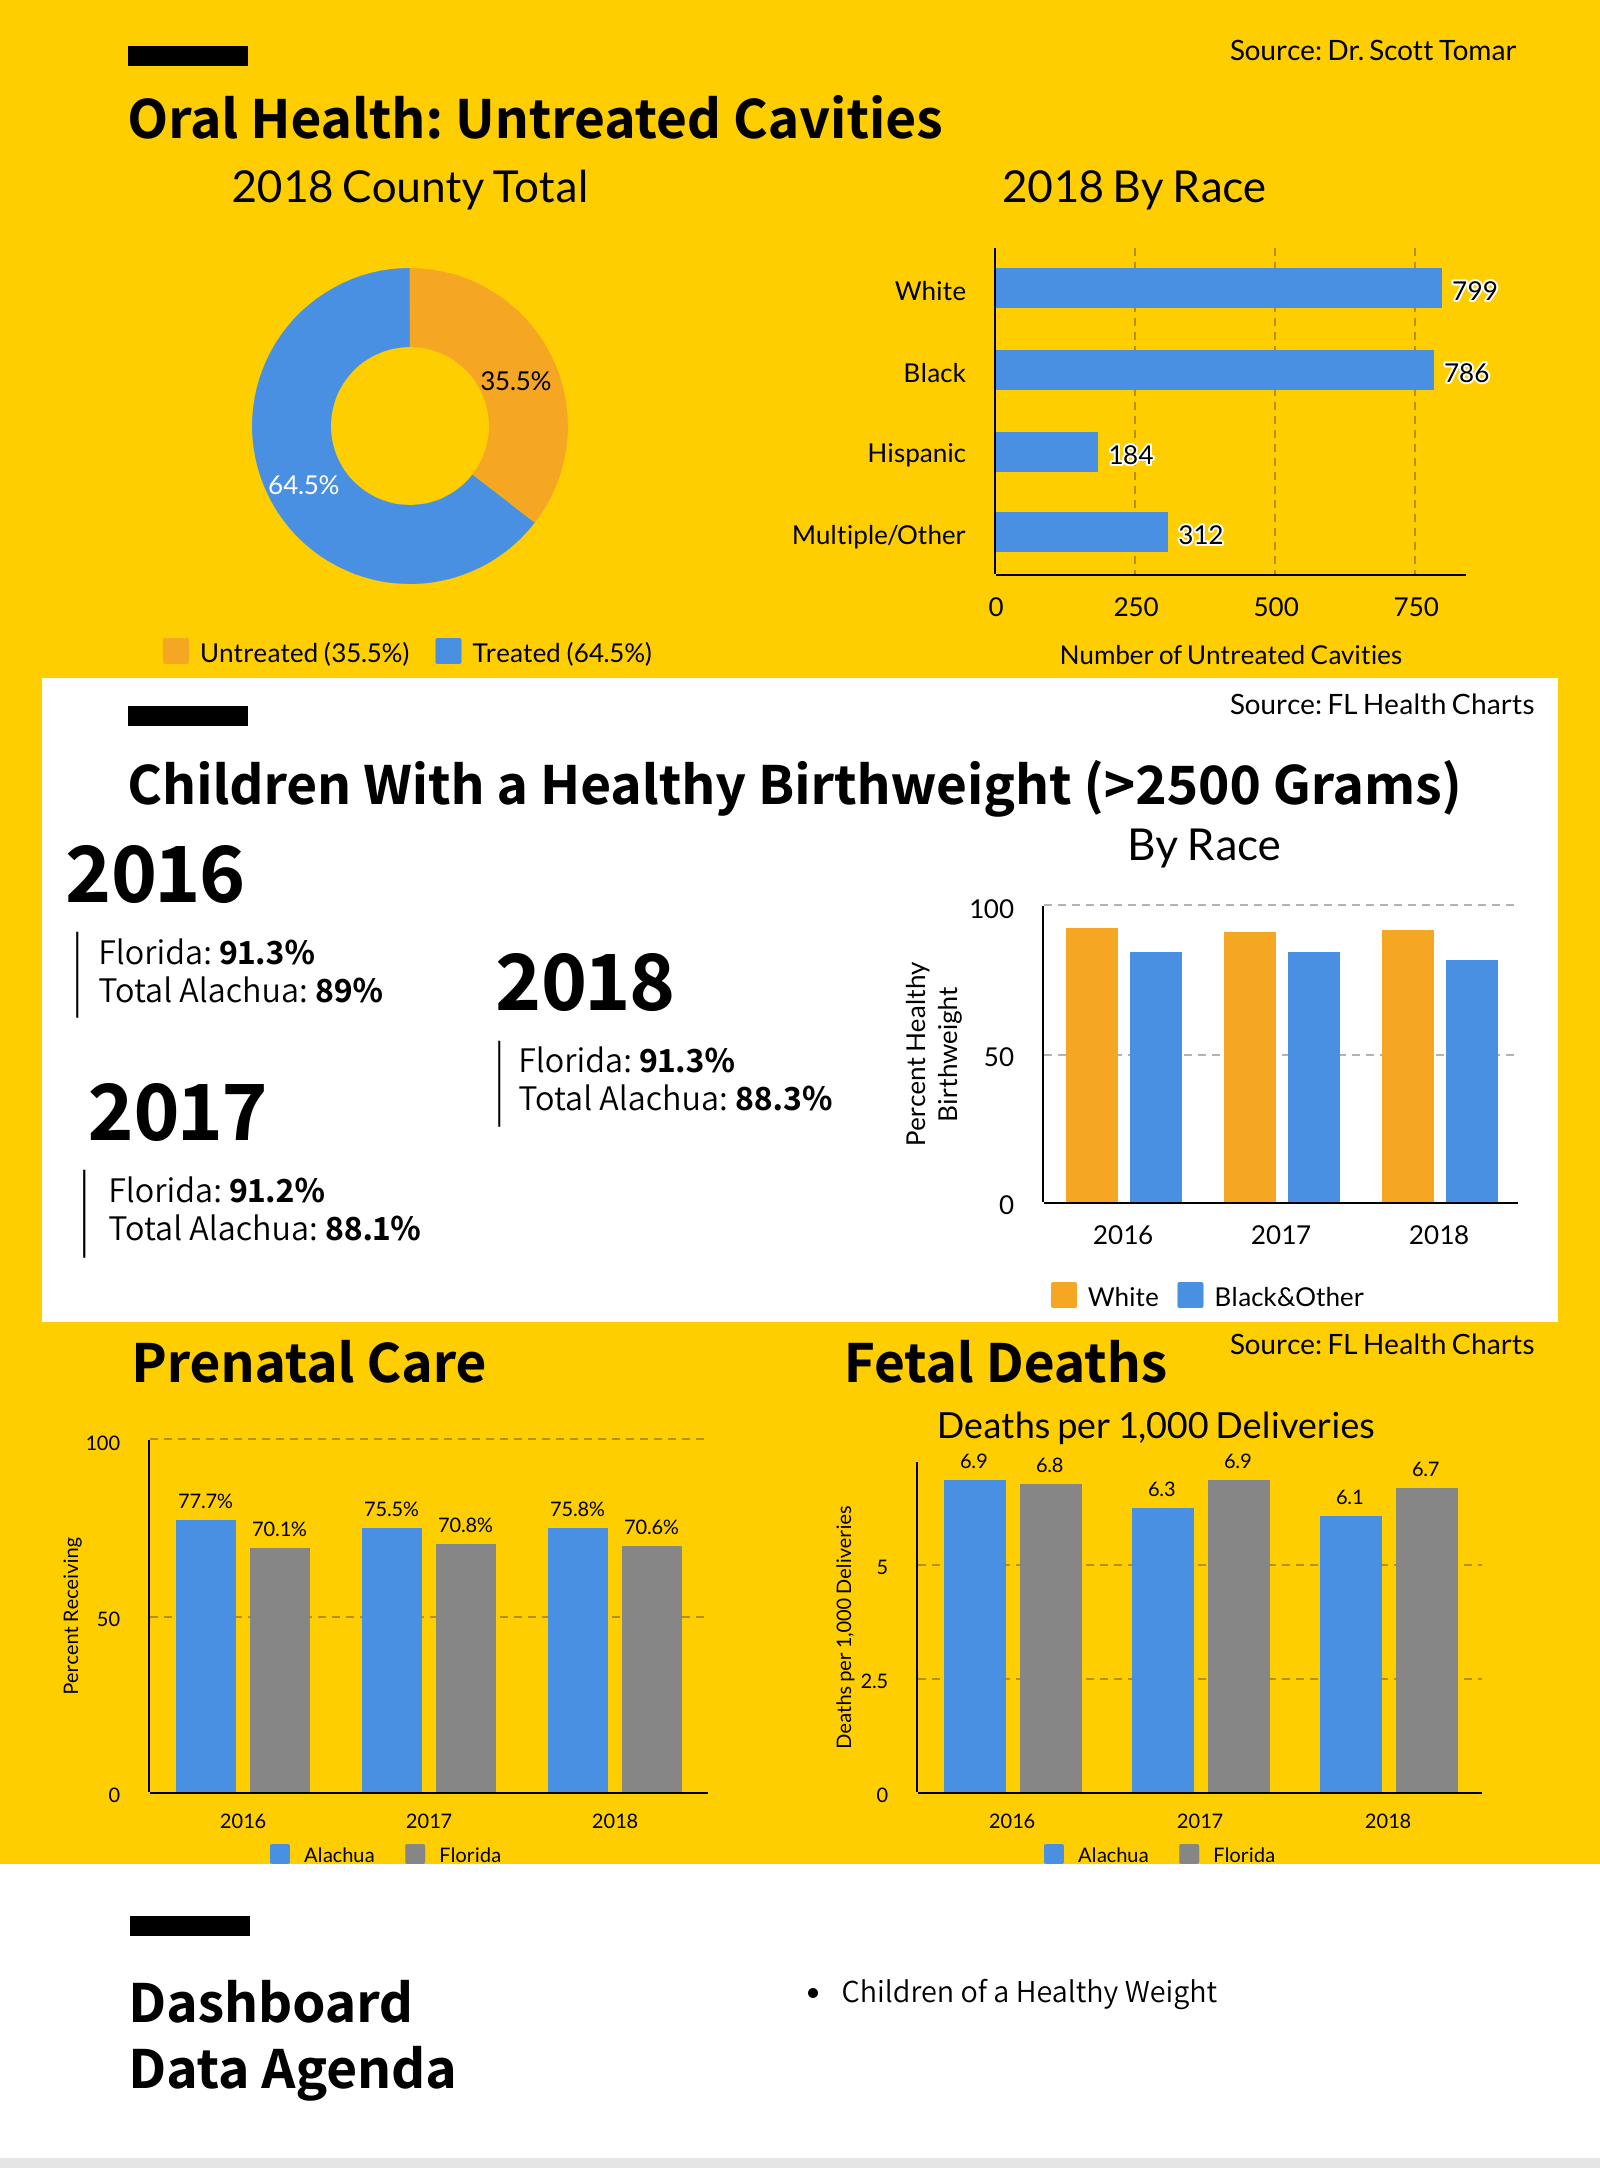 Source: Dr. Scott Tomar
Oral Health: Untreated Cavities
2018 County Total
35.5%
64.5%
Untreated (35.5%)
Treated (64.5%)
2018 By Race
White
799
Black
786
Hispanic
184
Multiple/Other
312
0
250
500
750
Number of Untreated Cavities
Source: FL Health Charts
Children With a Healthy Birthweight (>2500 Grams)
2016
Florida: 91.3%
Total Alachua: 89%
2017
Florida: 91.2%
Total Alachua: 88.1%
2018
Florida: 91.3%
Total Alachua: 88.3%
By Race
Percent Healthy
Birthweight
100
50
0
2016
2017
2018
White
Black&Other
Prenatal Care
Percent Receiving
100
50
0
77.7%
70.1%
75.5%
70.8%
75.8%
70.6%
2016
2017
2018
Alachua
Florida
Fetal Deaths
Source: FL Health Charts
Deaths per 1,000 Deliveries
Deaths per 1,000 Deliveries
5
2.5
0
6.9
6.8
6.3
6.9
6.1
6.7
2016
2017
2018
Alachua
Florida
Dashboard
Data Agenda
• Children of a Healthy Weight